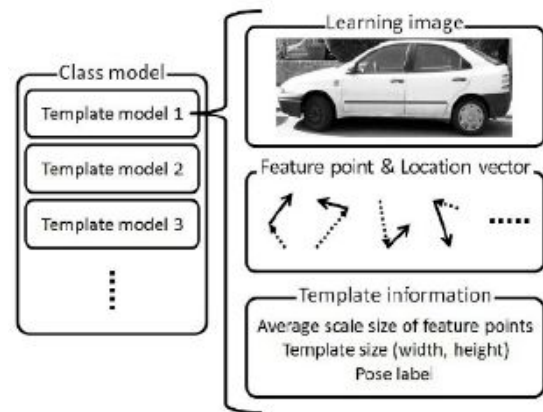 Class model
Template model 1
Template model 2
Template model 3
Learning image
Feature point & Location vector
Template information
Average scale size of feature points
Template size (width, height)
Pose label